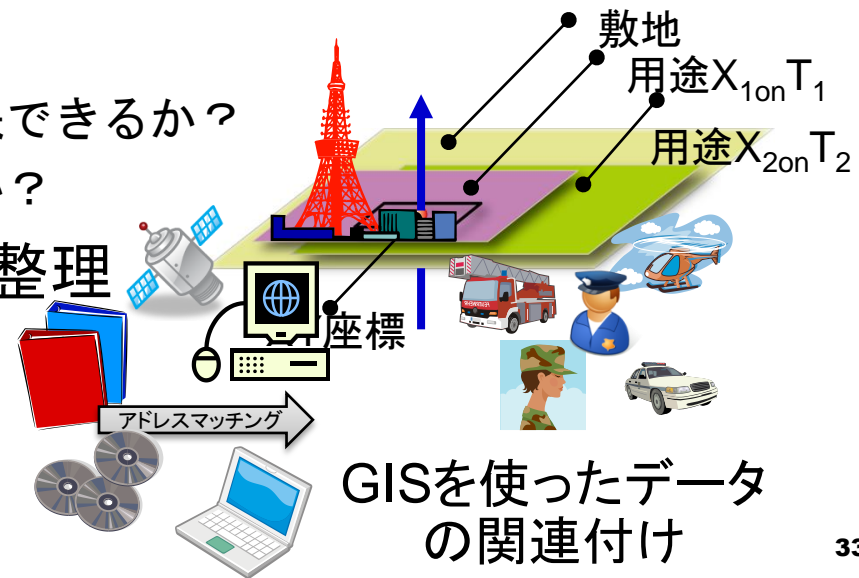 敷地
できるか？
用途X1onT1
用途X2onT2
？
整理
座標
アドレスマッチング
GISを使ったデータ
の関連付け
33